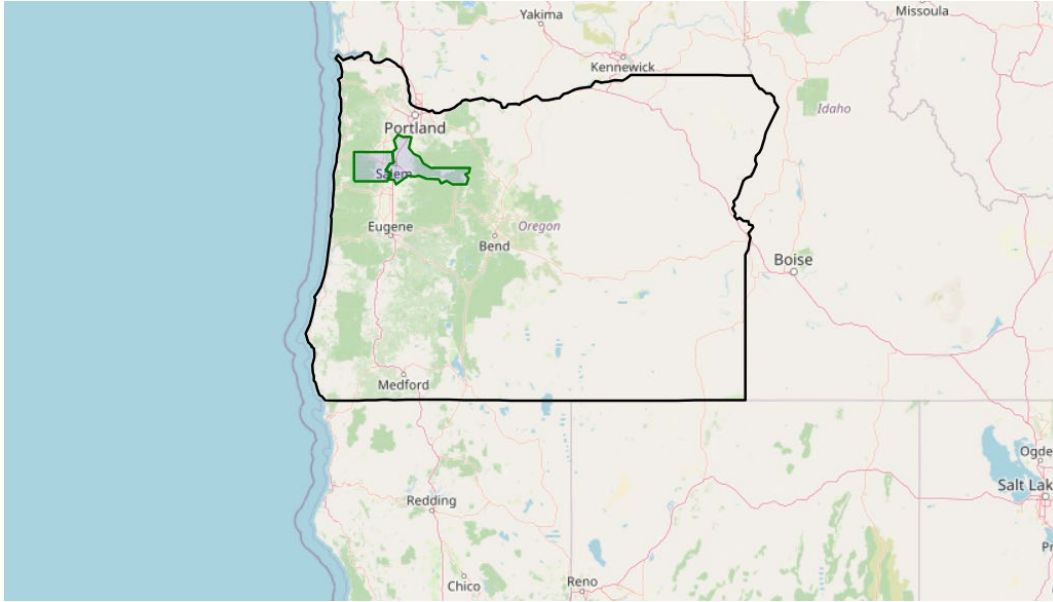 Yakima
Missoula
Kennewick
Idaho
Portland
Salem
Eugene
Oregon
Bend
Boise
Medford
Ogde
Redding
Salt Lak
Pr
Chico
Reno